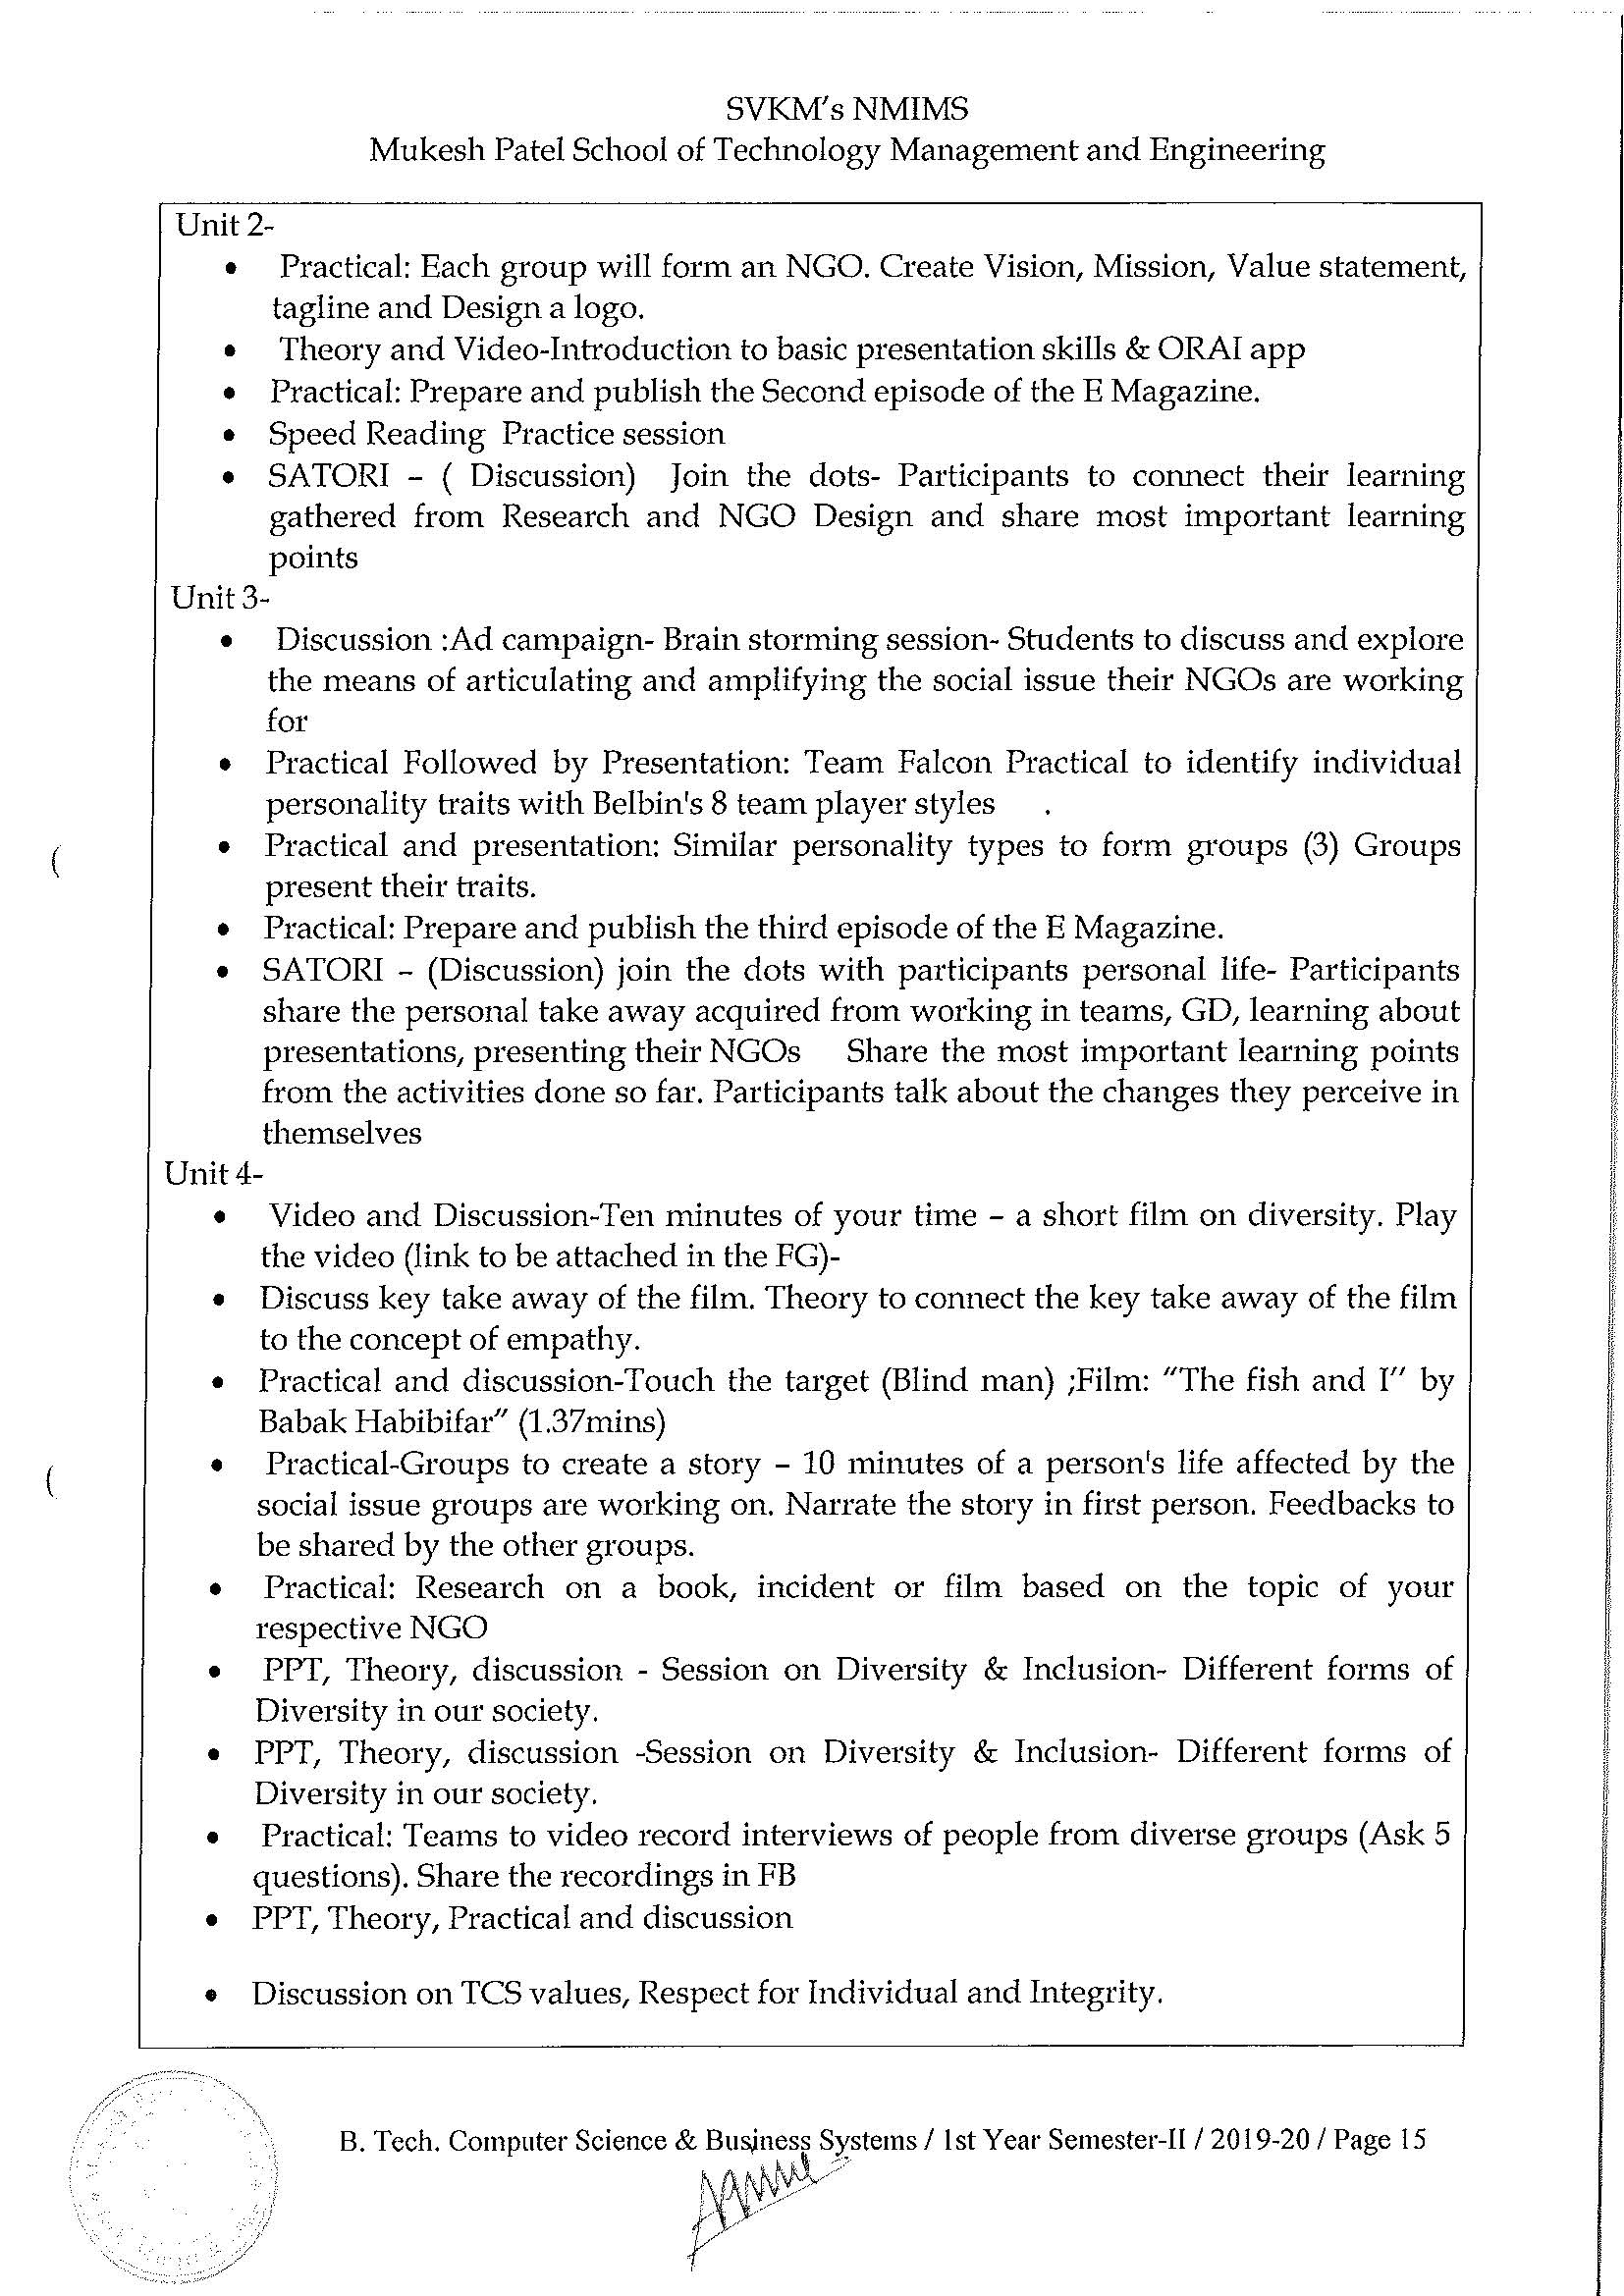 SVKM's NMIMS
Mukesh Patel School of Technology Management and Engineering
Unit 2-
• Practical: Each group will form an NGO. Create Vision, Mission, Value statement,
tagline and Design a logo.
• Theory and Video-Introduction to basic presentation skills & ORAI app
• Practical: Prepare and publish the Second episode of the E Magazine.
• Speed Reading Practice session
• SATORI – ( Discussion) Join the dots- Participants to connect their learning
gathered from Research and NGO Design and share most important learning
points
Unit 3-
• Discussion :Ad campaign- Brain storming session- Students to discuss and explore
the means of articulating and amplifying the social issue their NGOs are working
for
• Practical Followed by Presentation: Team Falcon Practical to identify individual
personality traits with Belbin's 8 team player styles .
• Practical and presentation: Similar personality types to form groups (3) Groups
present their traits.
• Practical: Prepare and publish the third episode of the E Magazine.
• SATORI – (Discussion) join the dots with participants personal life- Participants
share the personal take away acquired from working in teams, GD, learning about
presentations, presenting their NGOs Share the most important learning points
from the activities done so far. Participants talk about the changes they perceive in
themselves
Unit 4-
• Video and Discussion-Ten minutes of your time – a short film on diversity. Play
the video (link to be attached in the FG)-
• Discuss key take away of the film. Theory to connect the key take away of the film
to the concept of empathy.
• Practical and discussion-Touch the target (Blind man) ;Film: "The fish and I" by
Babak Habibifar" (1.37mins)
• Practical-Groups to create a story – 10 minutes of a person's life affected by the
social issue groups are working on. Narrate the story in first person. Feedbacks to
be shared by the other groups.
• Practical: Research on a book, incident or film based on the topic of your
respective NGO
• PPT, Theory, discussion - Session on Diversity & Inclusion- Different forms of
Diversity in our society.
• PPT, Theory, discussion -Session on Diversity & Inclusion- Different forms of
Diversity in our society.
• Practical: Teams to video record interviews of people from diverse groups (Ask 5
questions). Share the recordings in FB
• PPT, Theory, Practical and discussion
• Discussion on TCS values, Respect for Individual and Integrity.
B. Tech. Computer Science & Business Systems / 1st Year Semester-II / 2019-20 / Page 15